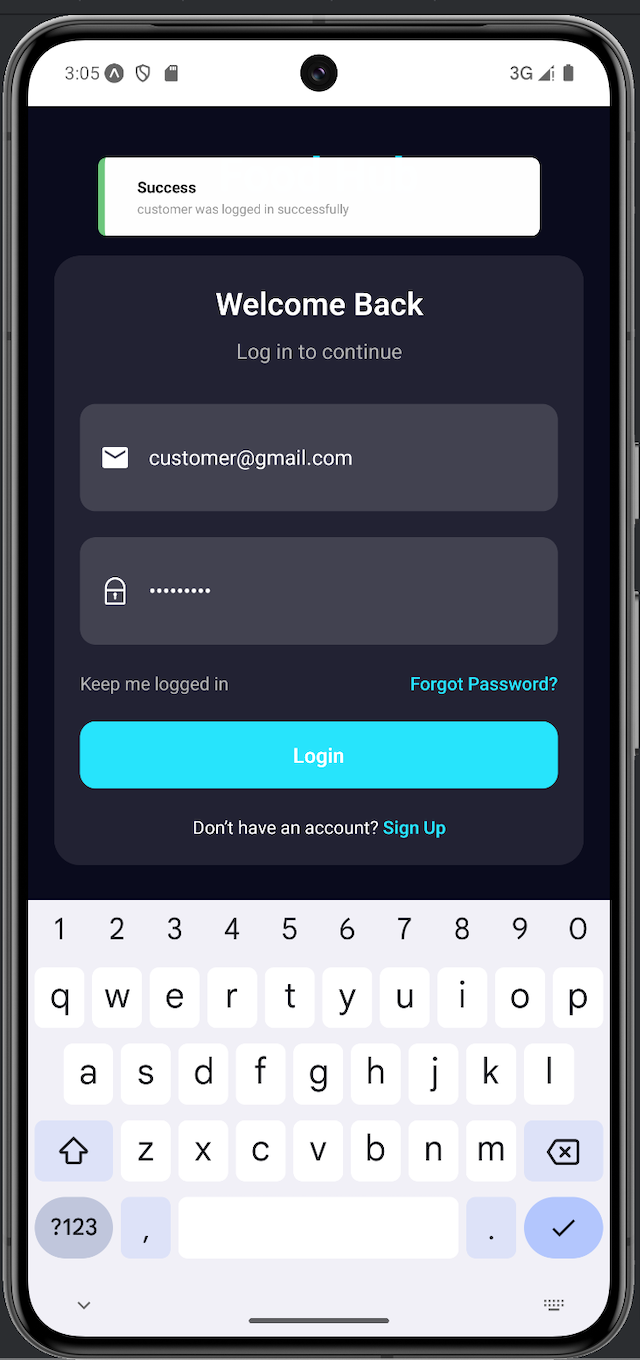 3:05
3G
Success
customer was logged in successfully
Welcome Back
Log in to continue
customer@gmail.com
•••••••••
Keep me logged in
Forgot Password?
Login
Don't have an account? Sign Up
1 2 3 4 5 6 7 8 9 0
q w e r t y u i o p
a s d f g h j k l
z x c v b n m
?123 , .